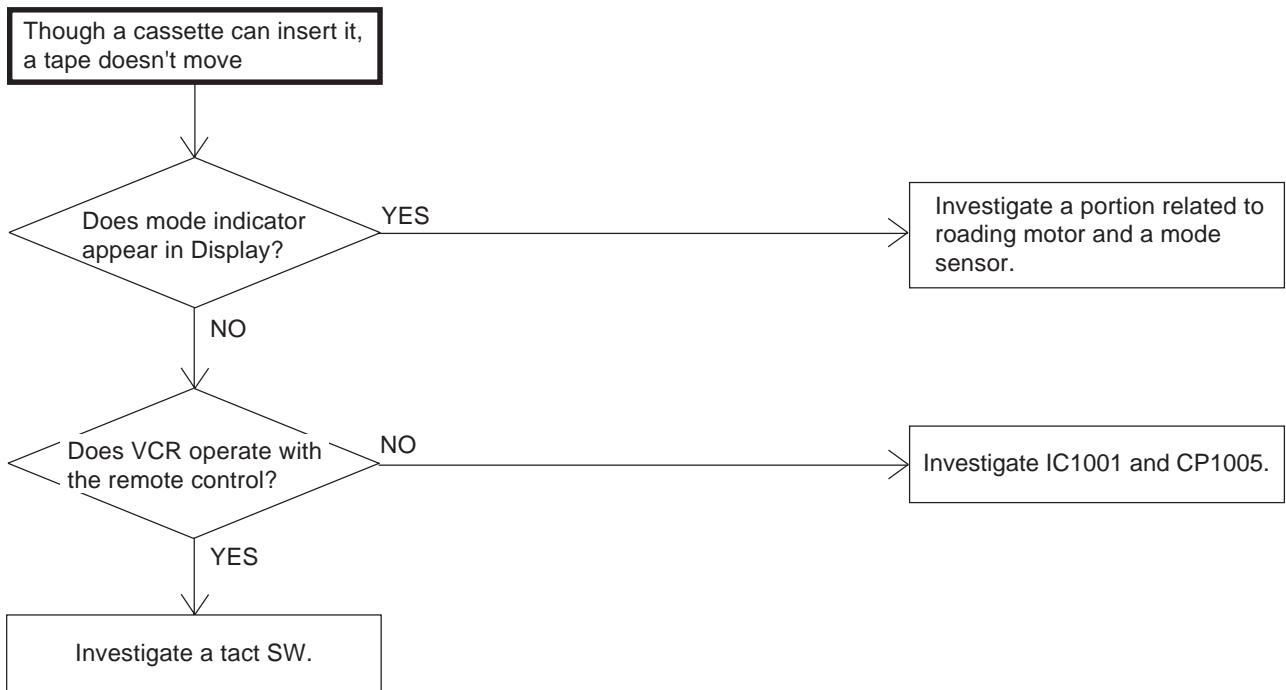 Though a cassette can insert it,
a tape doesn't move
Does mode indicator
appear in Display?
YES
Investigate a portion related to
roading motor and a mode
sensor.
NO
Does VCR operate with
the remote control?
NO
Investigate IC1001 and CP1005.
YES
Investigate a tact SW.